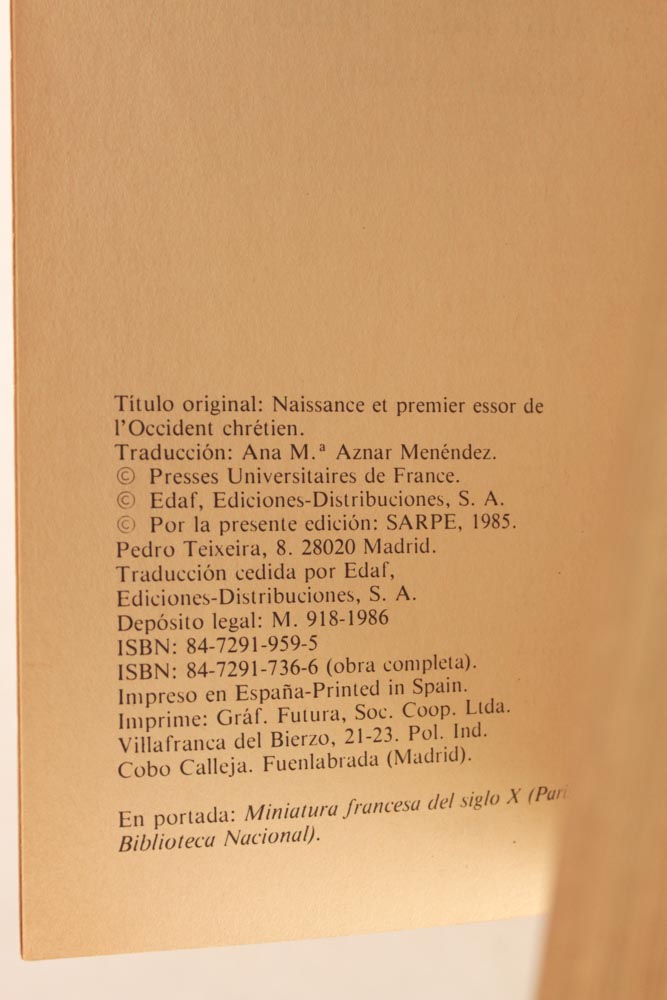 Título original: Naissance et premier essor de
l'Occident chrétien.
Traducción: Ana M.ª Aznar Menéndez.
© Presses Universitaires de France.
© Edaf, Ediciones-Distribuciones, S. A.
© Por la presente edición: SARPE, 1985.
Pedro Teixeira, 8. 28020 Madrid.
Traducción cedida por Edaf,
Ediciones-Distribuciones, S. A.
Depósito legal: M. 918-1986
ISBN: 84-7291-959-5
ISBN: 84-7291-736-6 (obra completa).
Impreso en España-Printed in Spain.
Imprime: Gráf. Futura, Soc. Coop. Ltda.
Villafranca del Bierzo, 21-23. Pol. Ind.
Cobo Calleja. Fuenlabrada (Madrid).
En portada: Miniatura francesa del siglo X
Biblioteca Nacional).